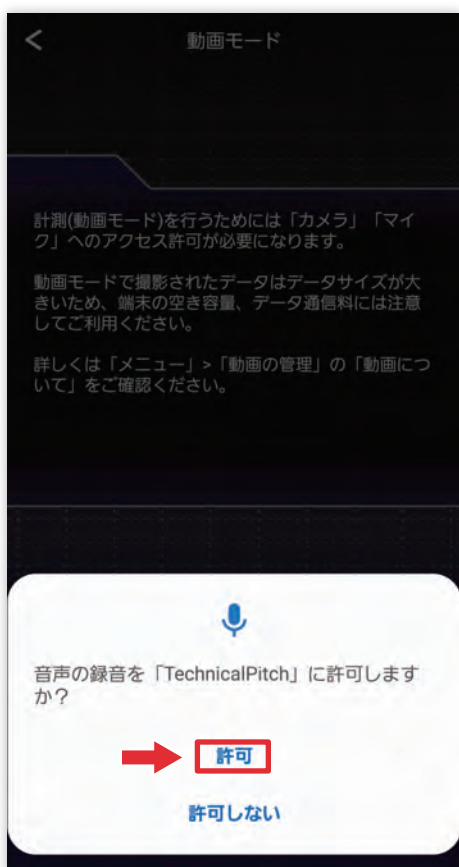 動画モード
計測(動画モード)を行うためには「カメラ」「マイ
ク」へのアクセス許可が必要になります。
動画モードで撮影されたデータはデータサイズが大
きいため、端末の空き容量、データ通信料には注意
してご利用ください。
詳しくは「メニュー」>「動画の管理」の「動画につ
いて」をご確認ください。
音声の録音を「TechnicalPitch」に許可します
か？
許可
許可しない